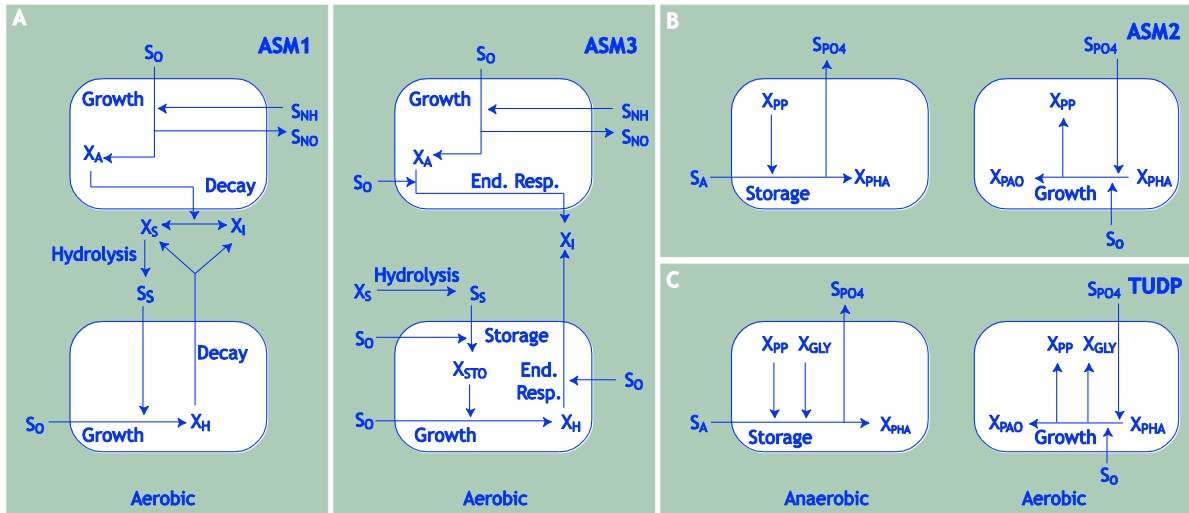 A
ASM1
S_O
Growth
S_NH
S_NO
X_A
Decay
X_S
X_I
Hydrolysis
S_S
Decay
S_O
X_H
Growth
Aerobic
ASM3
S_O
Growth
S_NH
S_NO
X_A
S_O
End. Resp.
X_I
Hydrolysis
X_S
S_S
S_O
Storage
X_STO
End.
Resp.
S_O
S_O
X_H
Growth
Aerobic
B
ASM2
S_PO4
X_PP
S_A
X_PHA
Storage
S_PO4
X_PP
X_PAO
X_PHA
Growth
S_O
C
TUDP
S_PO4
X_PP
X_GLY
S_A
X_PHA
Storage
Anaerobic
S_PO4
X_PP
X_GLY
X_PAO
X_PHA
Growth
S_O
Aerobic